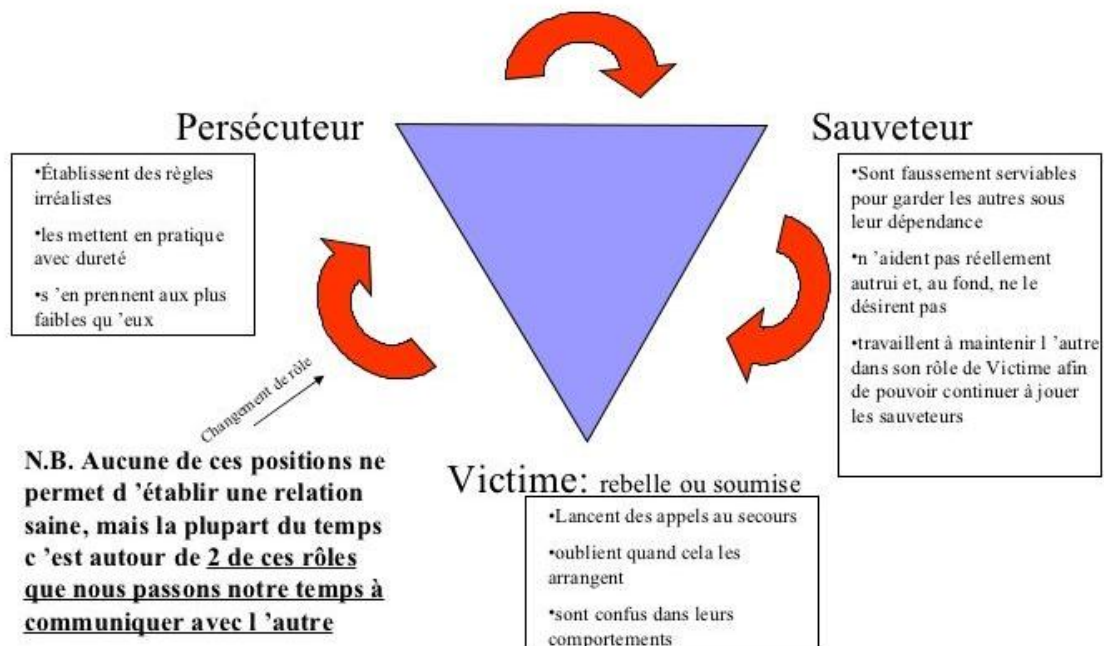 Persécuteur
•Établissent des règles
irréalistes
•les mettent en pratique
avec dureté
•s ’en prennent aux plus
faibles qu ’eux
Sauveteur
•Sont faussement serviables
pour garder les autres sous
leur dépendance
•n ’aident pas réellement
autrui et, au fond, ne le
désirent pas
•travaillent à maintenir l ’autre
dans son rôle de Victime afin
de pouvoir continuer à jouer
les sauveteurs
Changement de rôle
N.B. Aucune de ces positions ne
permet d ’établir une relation
saine, mais la plupart du temps
c ’est autour de 2 de ces rôles
que nous passons notre temps à
communiquer avec l ’autre
Victime: rebelle ou soumise
•Lancent des appels au secours
•oublient quand cela les
arrangent
•sont confus dans leurs
comportements